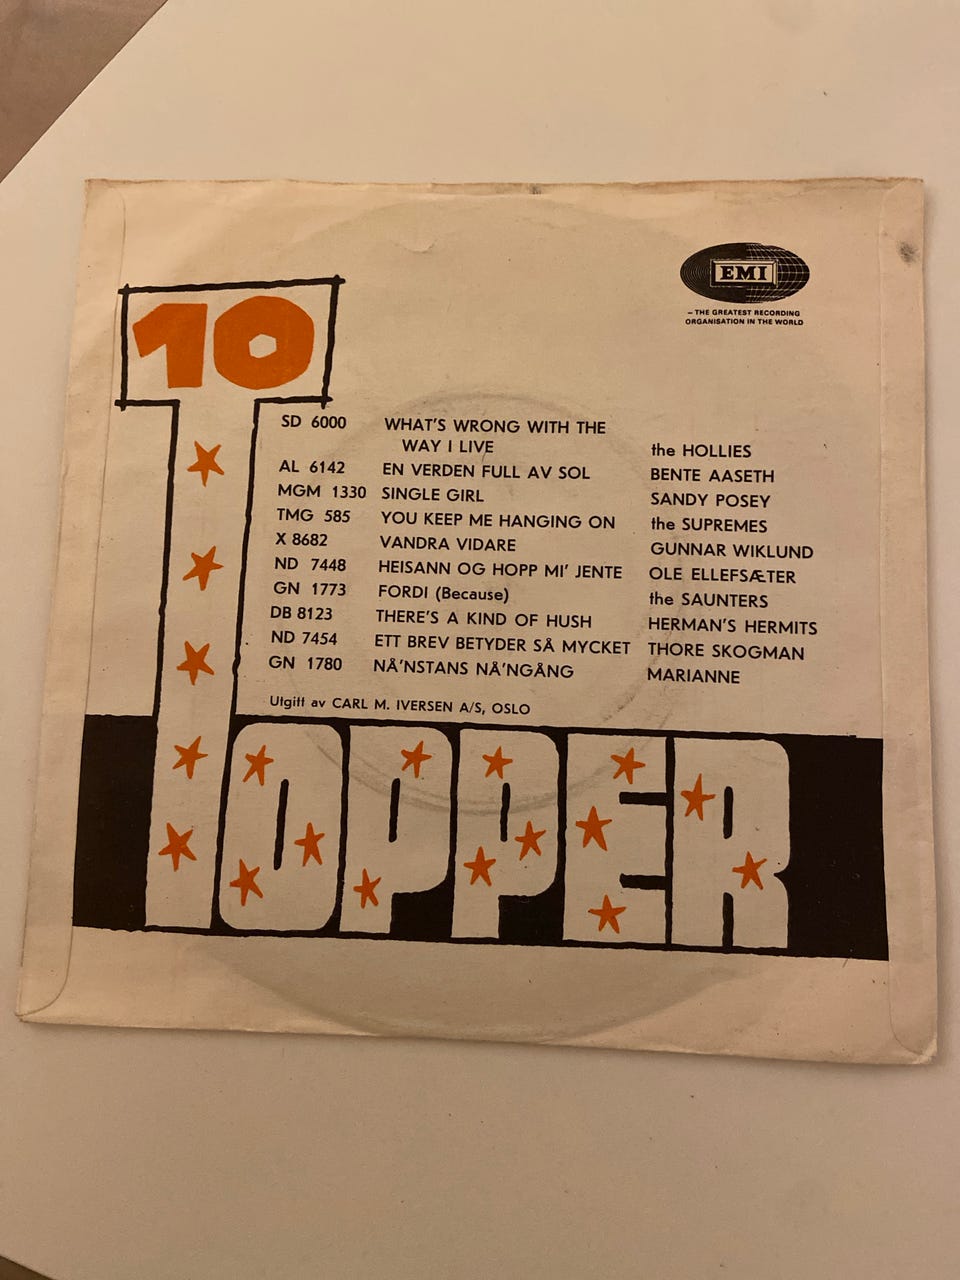 EMI
– THE GREATEST RECORDING
ORGANISATION IN THE WORLD
10
SD 6000 WHAT'S WRONG WITH THE
WAY I LIVE the HOLLIES
AL 6142 EN VERDEN FULL AV SOL BENTE AASETH
MGM 1330 SINGLE GIRL SANDY POSEY
TMG 585 YOU KEEP ME HANGING ON the SUPREMES
X 8682 VANDRA VIDARE GUNNAR WIKLUND
ND 7448 HEISANN OG HOPP MI' JENTE OLE ELLEFSÆTER
GN 1773 FORDI (Because) the SAUNTERS
DB 8123 THERE'S A KIND OF HUSH HERMAN'S HERMITS
ND 7454 ETT BREV BETYDER SÅ MYCKET THORE SKOGMAN
GN 1780 NÅ'NSTANS NÅ'NGÅNG MARIANNE
Utgitt av CARL M. IVERSEN A/S, OSLO
TOPPER